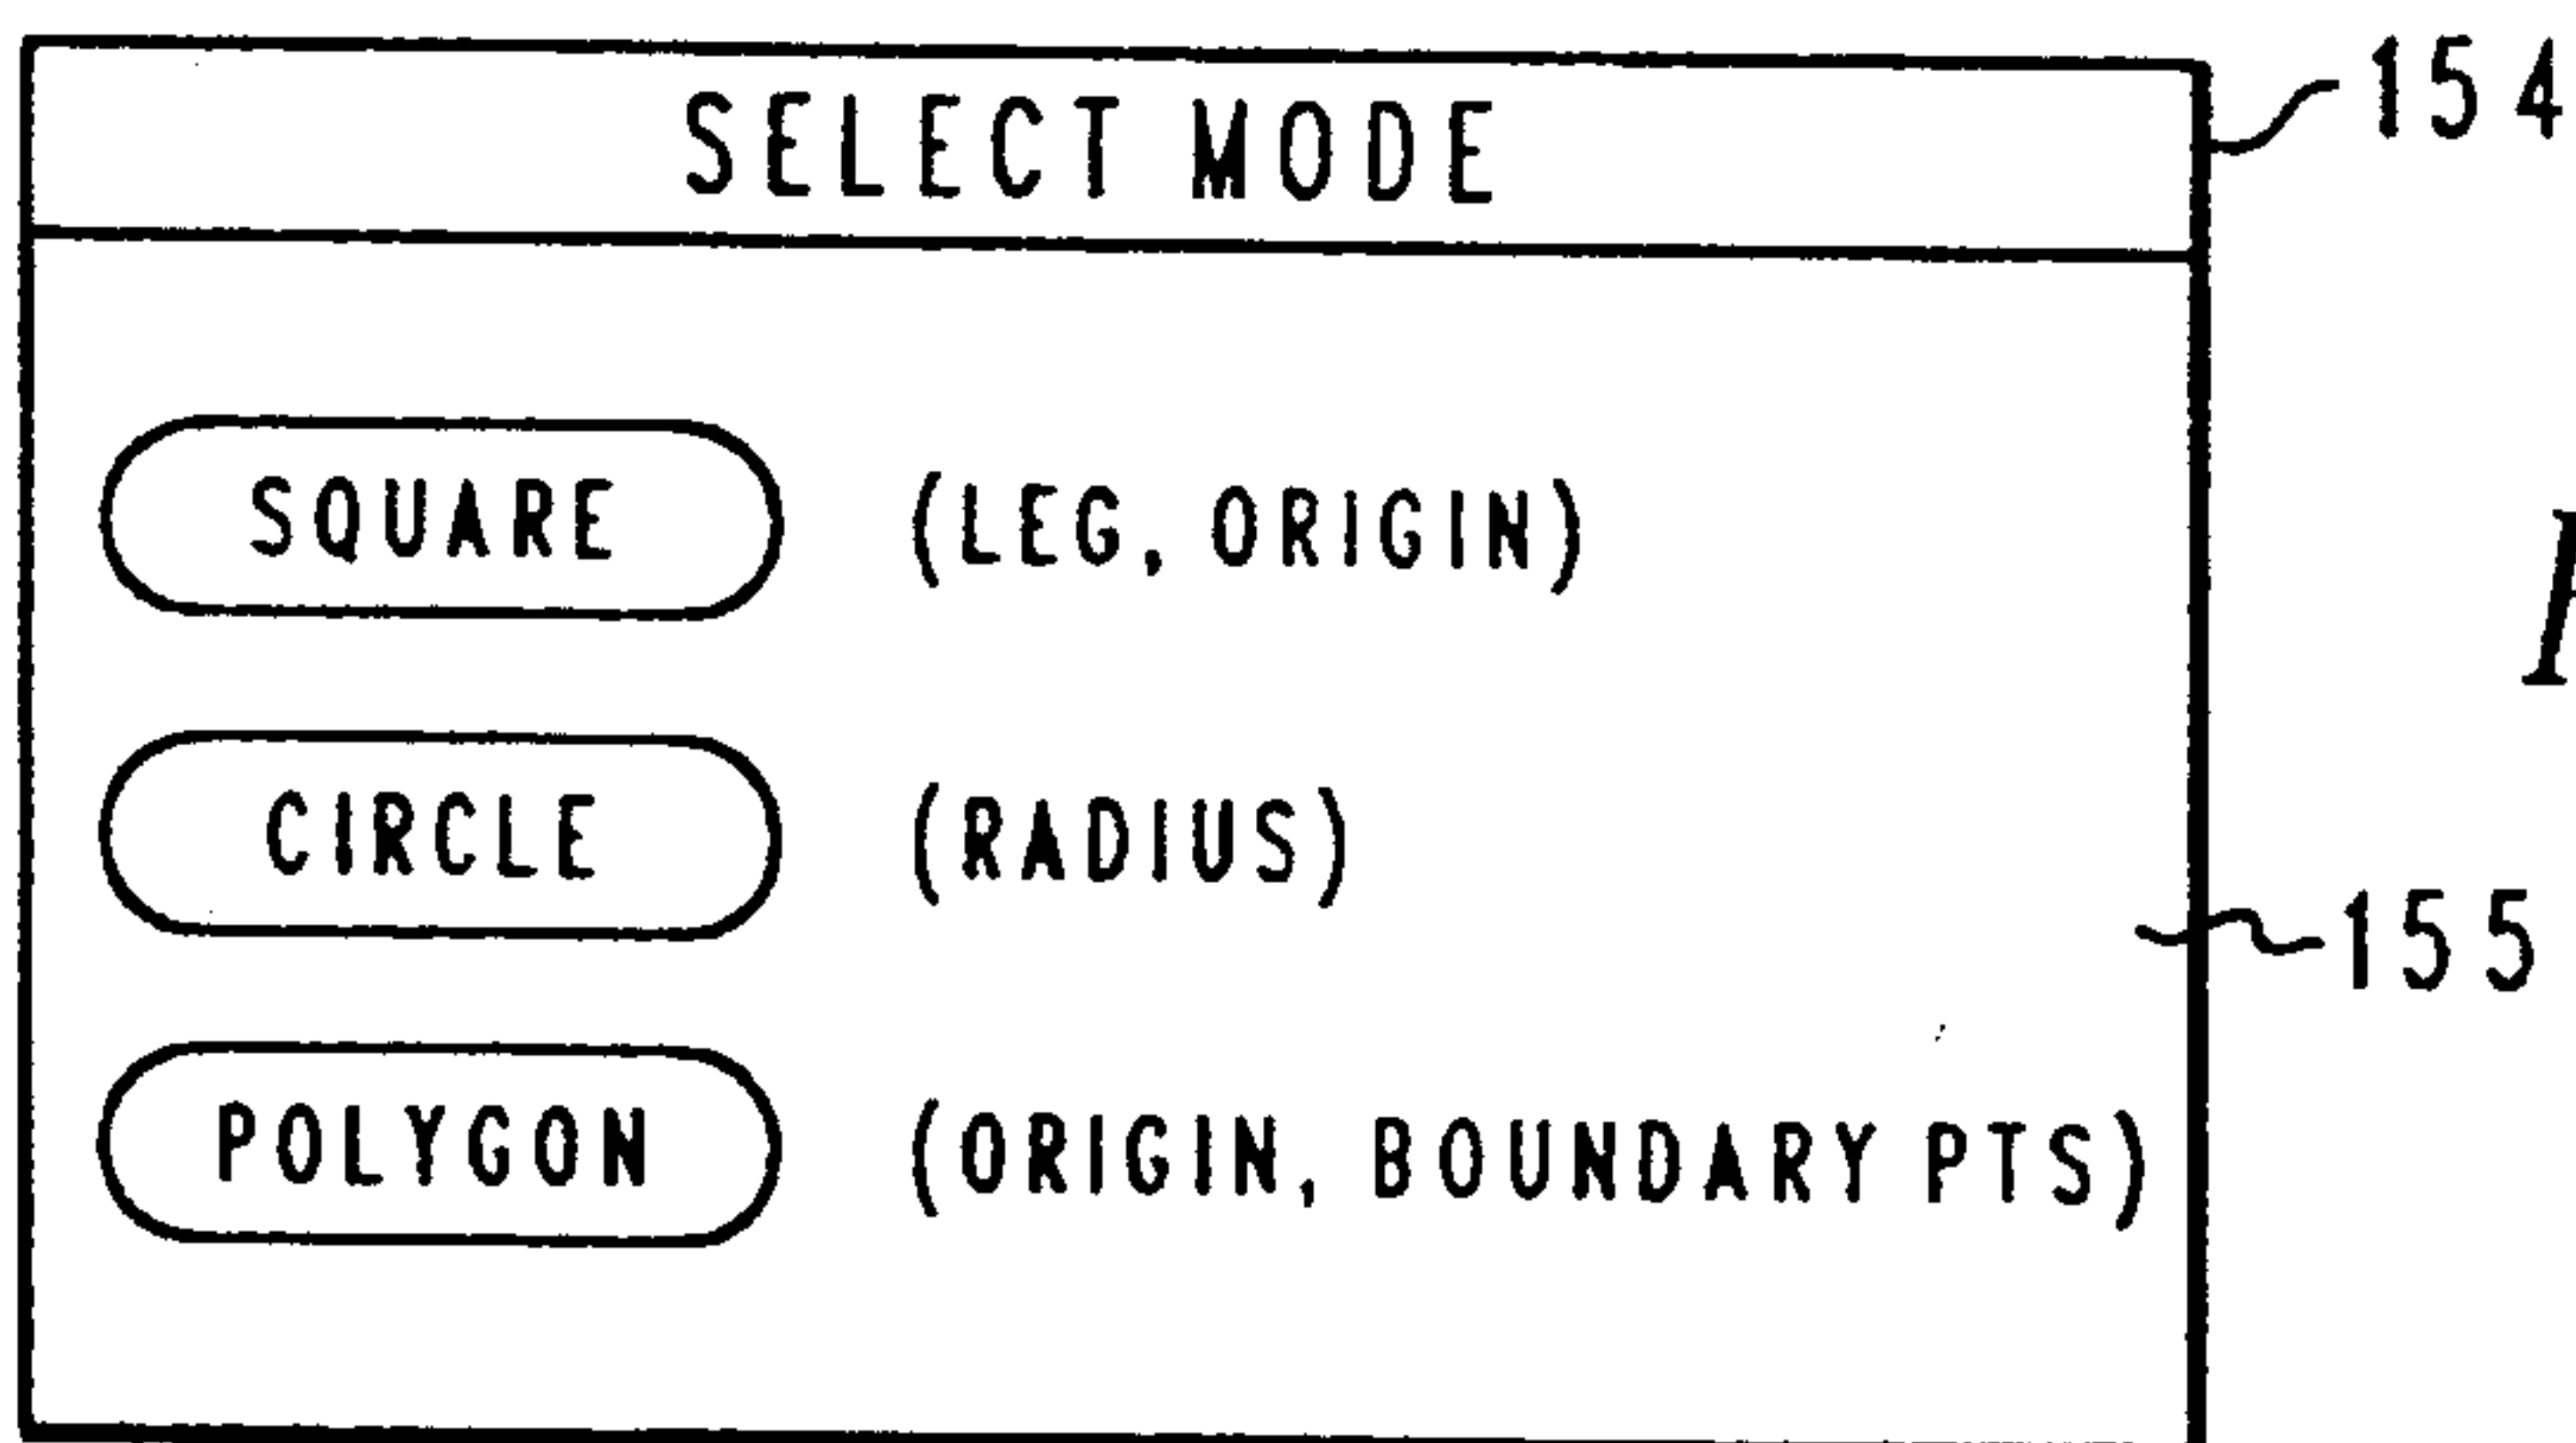 SELECT MODE
154
SQUARE (LEG, ORIGIN)
CIRCLE (RADIUS)
155
POLYGON (ORIGIN, BOUNDARY PTS)